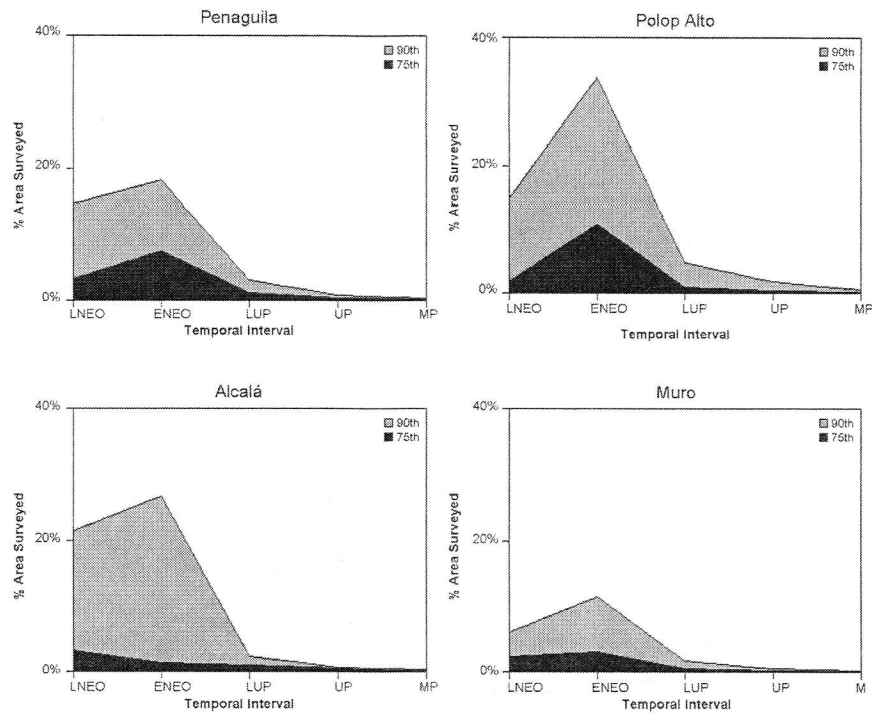 Penaguila
40%
20%
0%
% Area Surveyed
90th
75th
LNEO ENEO LUP UP MP
Temporal Interval
Polop Alto
40%
20%
0%
% Area Surveyed
90th
75th
LNEO ENEO LUP UP MP
Temporal Interval
Alcalá
40%
20%
0%
% Area Surveyed
90th
75th
LNEO ENEO LUP UP MP
Temporal Interval
Muro
40%
20%
0%
% Area Surveyed
90th
75th
LNEO ENEO LUP UP M
Temporal Interval